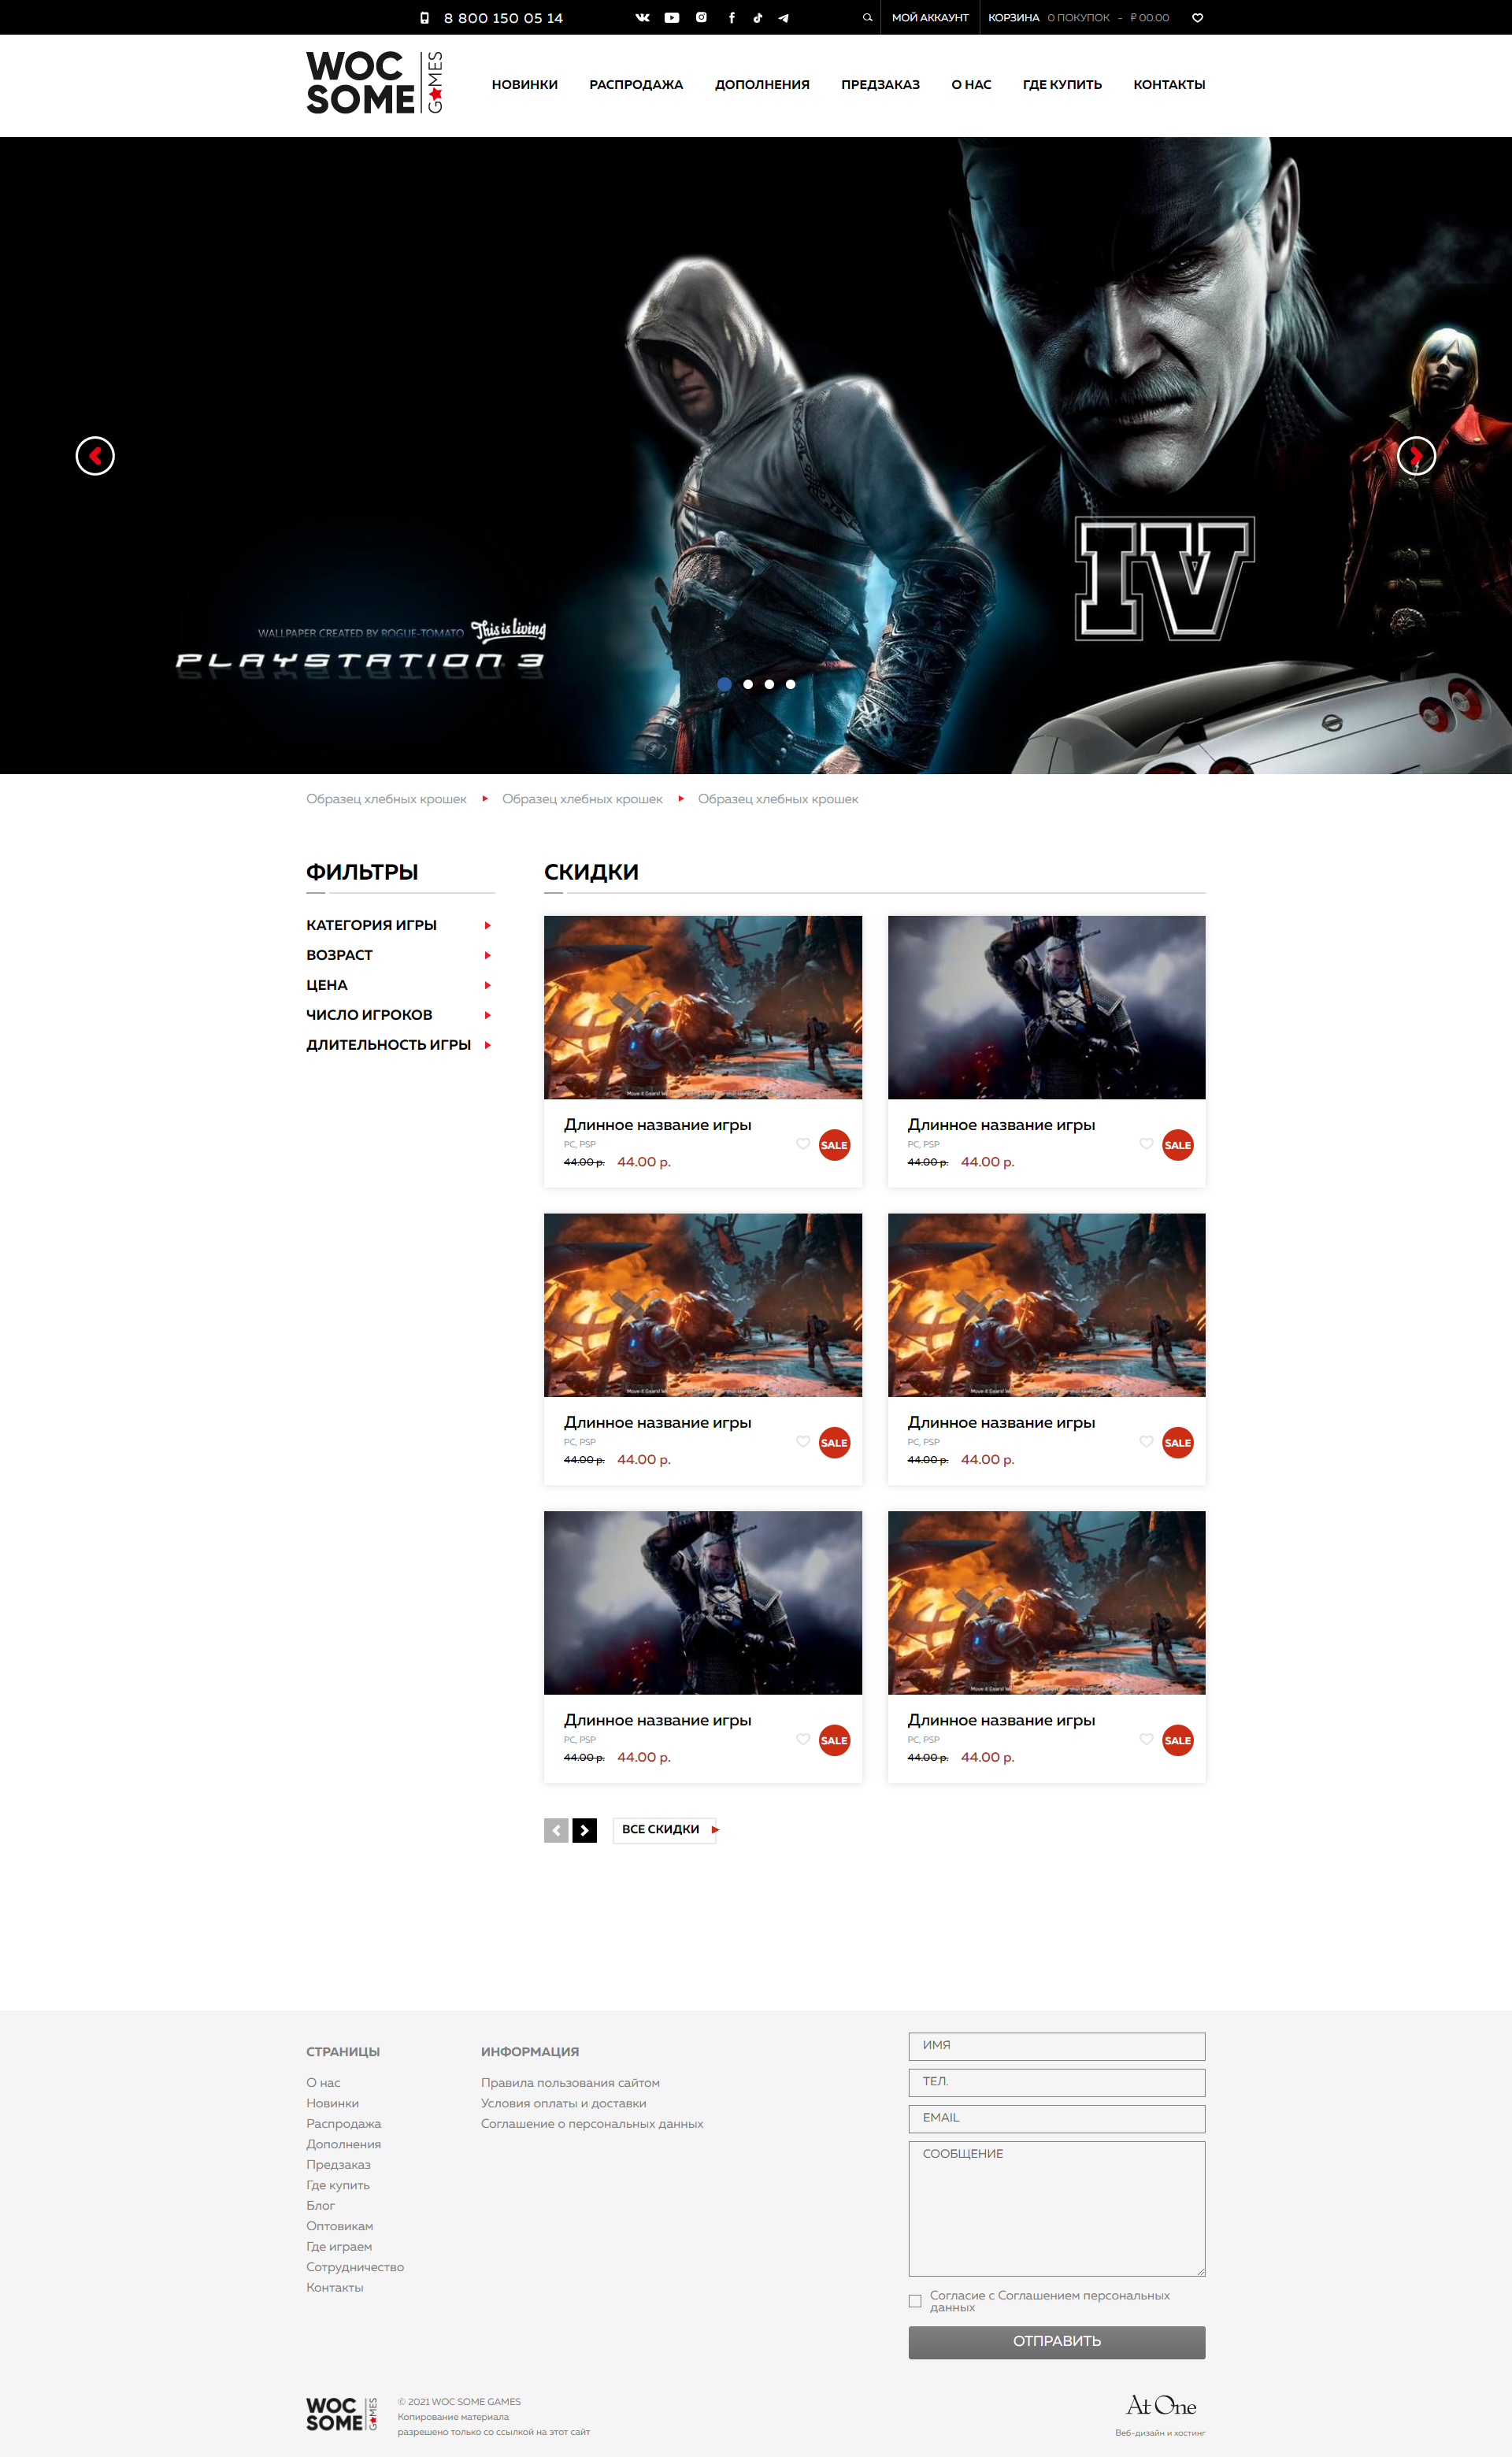 8 800 150 05 14
МОЙ АККАУНТ
КОРЗИНА 0 ПОКУПОК - ₽ 00.00
WOC
SOME
GAMES
НОВИНКИ РАСПРОДАЖА ДОПОЛНЕНИЯ ПРЕДЗАКАЗ О НАС ГДЕ КУПИТЬ КОНТАКТЫ
IV
WALLPAPER CREATED BY ROGUE-TOMATO This is living
PLAYSTATION 3
Образец хлебных крошек Образец хлебных крошек Образец хлебных крошек
ФИЛЬТРЫ
КАТЕГОРИЯ ИГРЫ
ВОЗРАСТ
ЦЕНА
ЧИСЛО ИГРОКОВ
ДЛИТЕЛЬНОСТЬ ИГРЫ
СКИДКИ
Длинное название игры
PC, PSP
44.00 р. 44.00 р.
SALE
Длинное название игры
PC, PSP
44.00 р. 44.00 р.
SALE
Длинное название игры
PC, PSP
44.00 р. 44.00 р.
SALE
Длинное название игры
PC, PSP
44.00 р. 44.00 р.
SALE
Длинное название игры
PC, PSP
44.00 р. 44.00 р.
SALE
Длинное название игры
PC, PSP
44.00 р. 44.00 р.
SALE
ВСЕ СКИДКИ
СТРАНИЦЫ
О нас
Новинки
Распродажа
Дополнения
Предзаказ
Где купить
Блог
Оптовикам
Где играем
Сотрудничество
Контакты
ИНФОРМАЦИЯ
Правила пользования сайтом
Условия оплаты и доставки
Соглашение о персональных данных
ИМЯ
ТЕЛ.
EMAIL
СООБЩЕНИЕ
Согласие с Соглашением персональных
данных
ОТПРАВИТЬ
WOC
SOME
GAMES
© 2021 WOC SOME GAMES
Копирование материала
разрешено только со ссылкой на этот сайт
At One
Веб-дизайн и хостинг